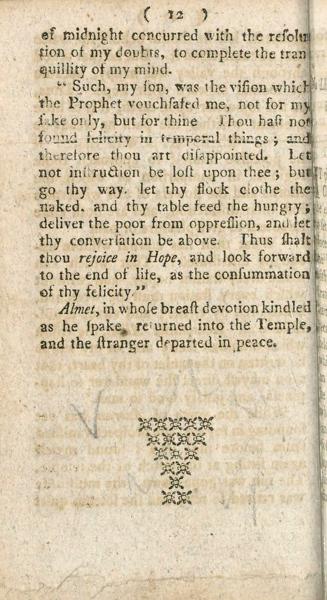 ( 12 )
of midnight concurred with the reſolu
tion of my doubts, to complete the tran
quillity of my mind.
" Such, my ſon, was the viſion which
the Prophet vouchſafed me, not for my
ſake only, but for thine Thou haſt not
found felicity in temporal things ; and
therefore thou art diſappointed. Let
not inſtruction be loſt upon thee ; but
go thy way. let thy flock clothe the
naked. and thy table feed the hungry ;
deliver the poor from oppreſſion, and let
thy converſation be above. Thus ſhalt
thou rejoice in Hope, and look forward
to the end of life, as the conſummation
of thy felicity."
Almet, in whoſe breaſt devotion kindled
as he ſpake, returned into the Temple,
and the ſtranger departed in peace.